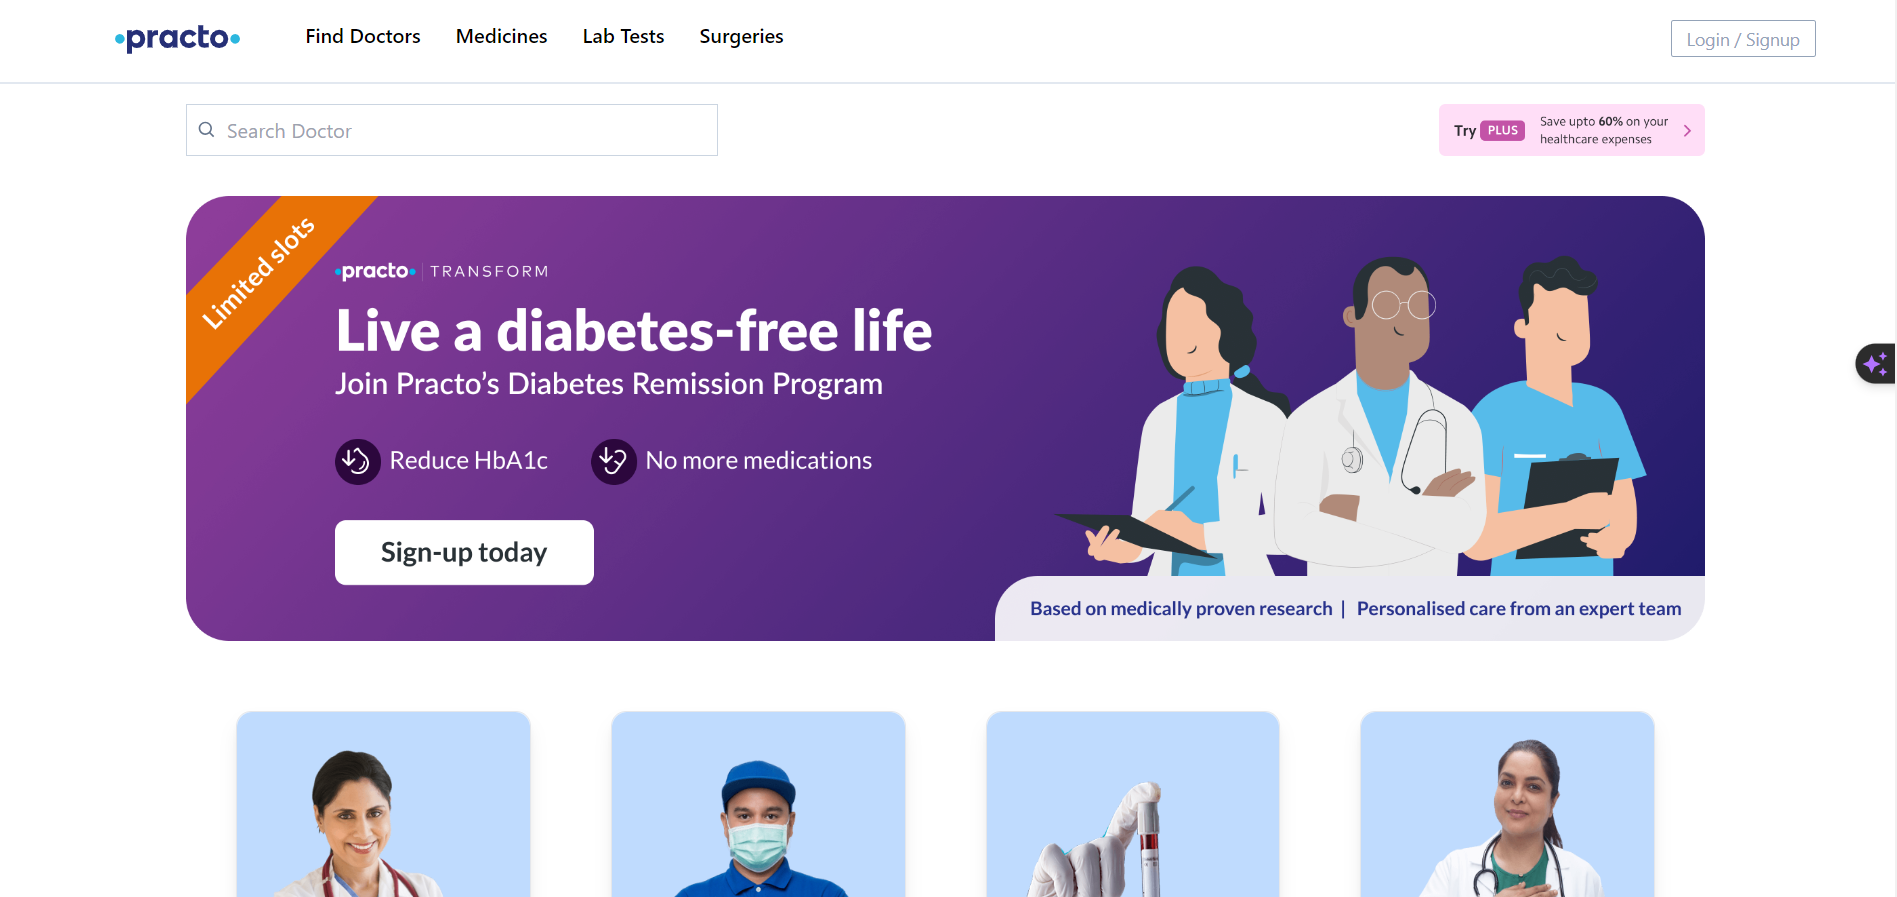 practo
Find Doctors
Medicines
Lab Tests
Surgeries
Login / Signup
Search Doctor
Try PLUS
Save upto 60% on your
healthcare expenses
Limited slots
practo | TRANSFORM
Live a diabetes-free life
Join Practo's Diabetes Remission Program
Reduce HbA1c
No more medications
Sign-up today
Based on medically proven research | Personalised care from an expert team